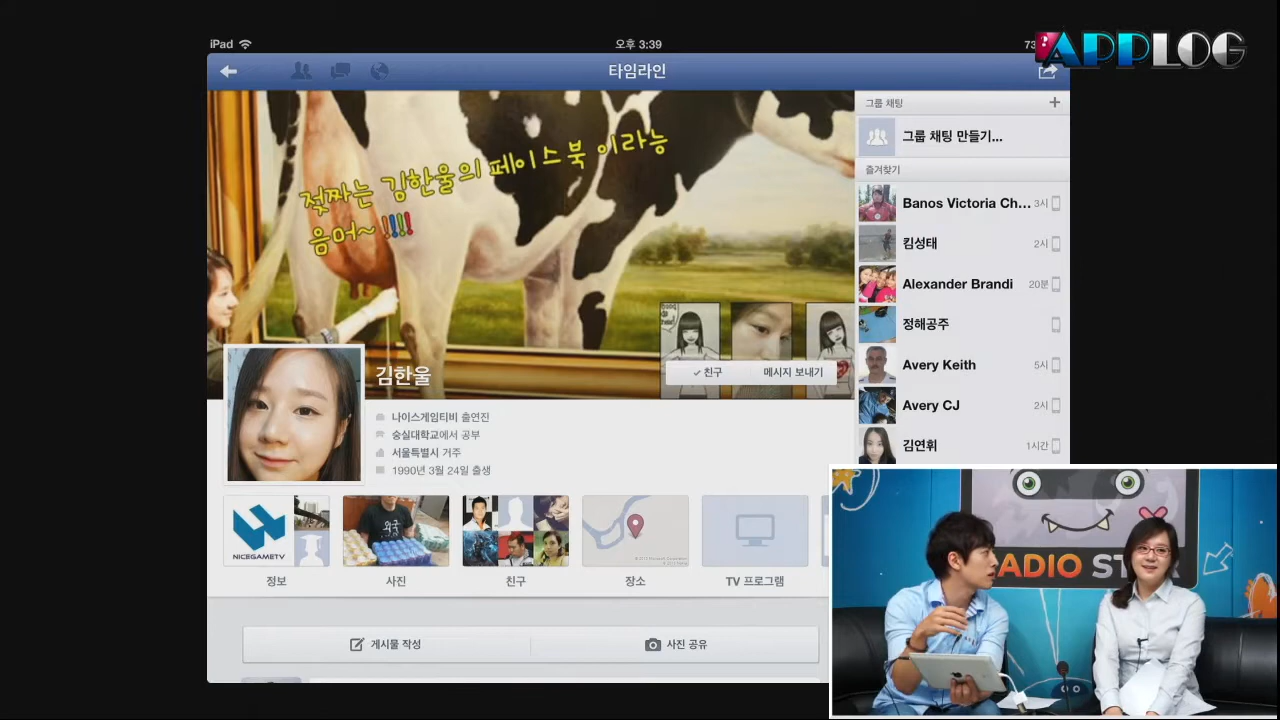 iPad
오후 3:39
73
?APPLOG
타임라인
젖짜는 김한울의 페이스북 이라능
음머~ !!!!
김한울
친구
메시지 보내기
나이스게임티비 출연진
숭실대학교에서 공부
서울특별시 거주
1990년 3월 24일 출생
NICEGAMETV
외국
정보
사진
친구
장소
TV 프로그램
게시물 작성
사진 공유
그룹 채팅
그룹 채팅 만들기...
즐겨찾기
Banos Victoria Ch... 3시
킴성태 2시
Alexander Brandi 20분
정해공주
Avery Keith 5시
Avery CJ 2시
김연휘 1시간
RADIO STAR